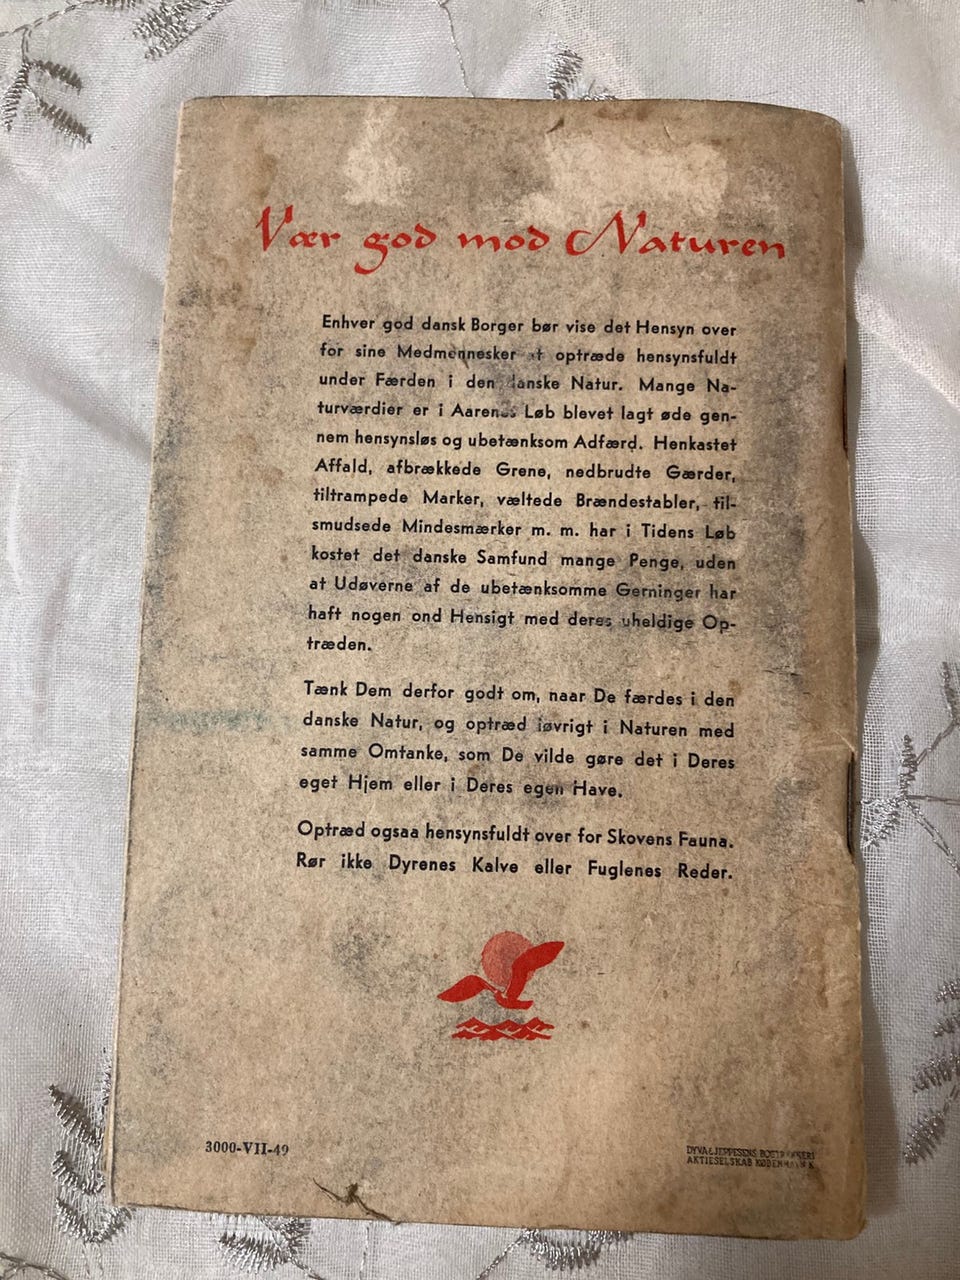 Vær god mod Naturen
Enhver god dansk Borger bør vise det Hensyn over
for sine Medmennesker at optræde hensynsfuldt
under Færden i den danske Natur. Mange Na-
turværdier er i Aarenes Løb blevet lagt øde gen-
nem hensynsløs og ubetænksom Adfærd. Henkastet
Affald, afbrækkede Grene, nedbrudte Gærder,
tiltrampede Marker, væltede Brændestabler, til-
smudsede Mindesmærker m. m. har i Tidens Løb
kostet det danske Samfund mange Penge, uden
at Udøverne af de ubetænksomme Gerninger har
haft nogen ond Hensigt med deres uheldige Op-
træden.
Tænk Dem derfor godt om, naar De færdes i den
danske Natur, og optræd iøvrigt i Naturen med
samme Omtanke, som De vilde gøre det i Deres
eget Hjem eller i Deres egen Have.
Optræd ogsaa hensynsfuldt over for Skovens Fauna.
Rør ikke Dyrenes Kalve eller Fuglenes Reder.
3000-VII-49
DYVA & JEPPESENS BOGTRYKKERI
AKTIESELSKAB KØBENHAVN K